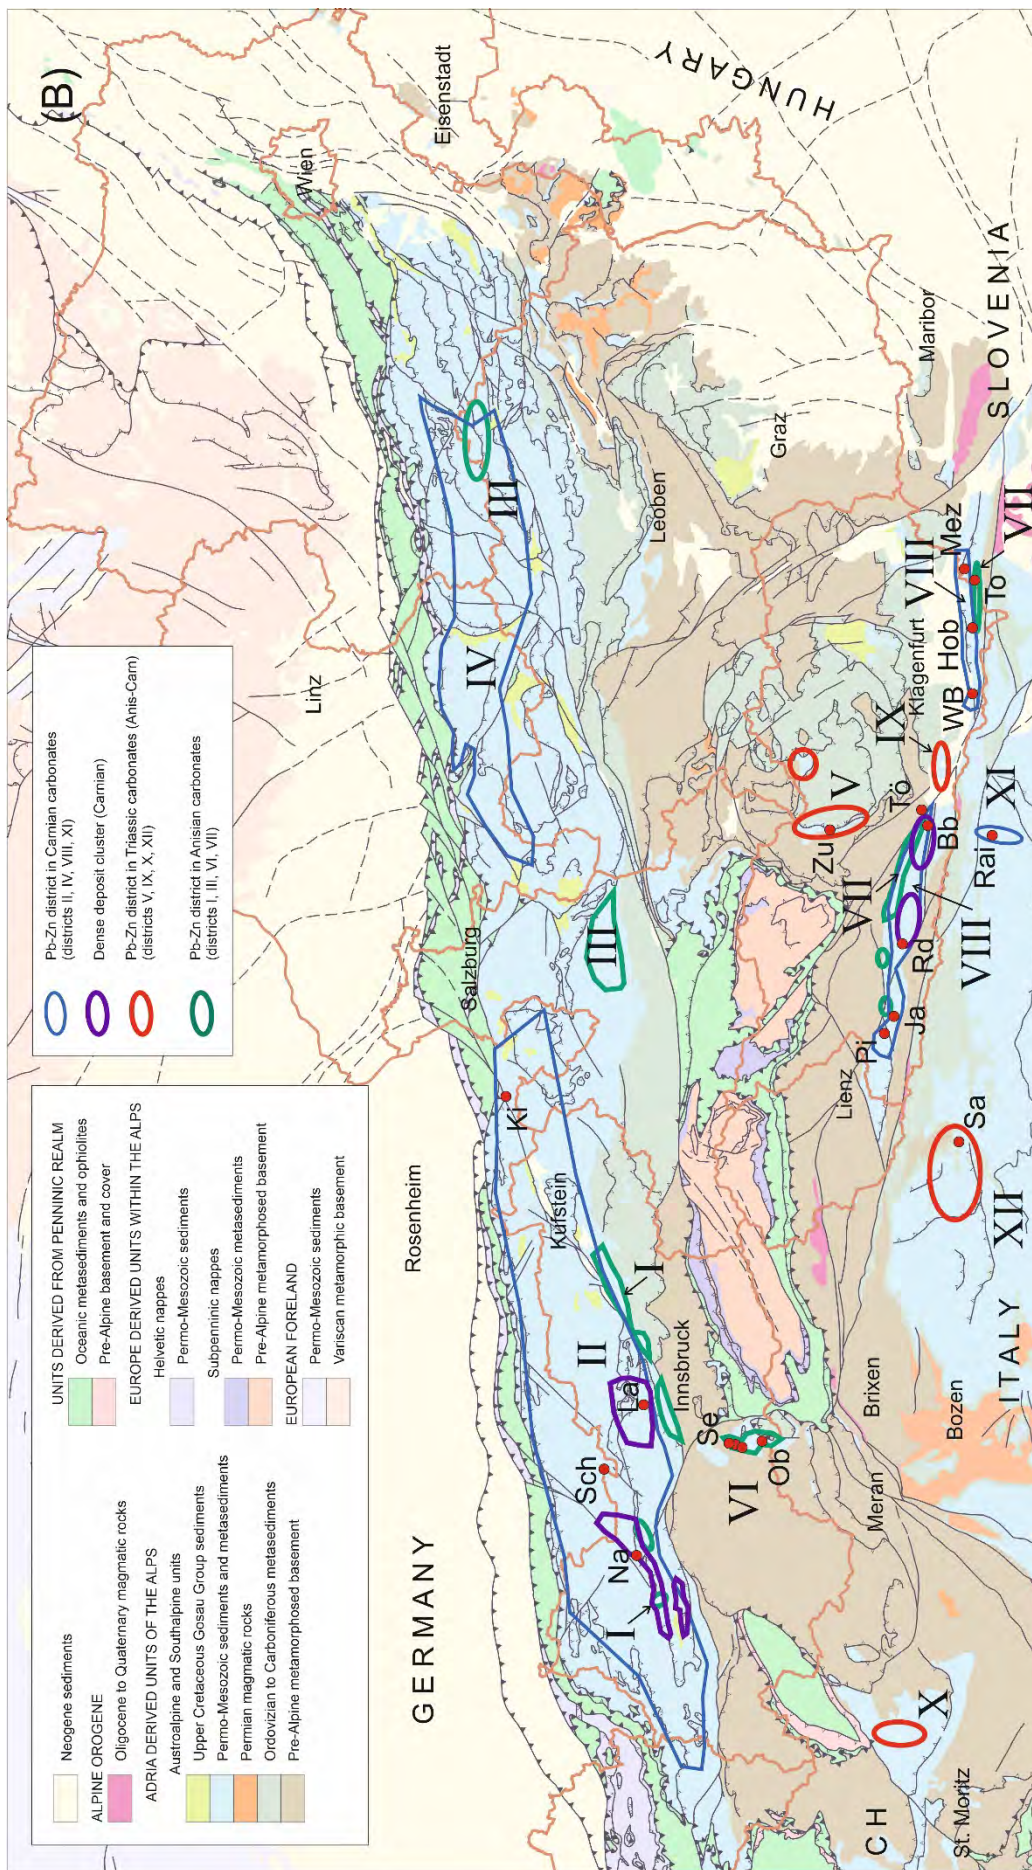 (B)
Neogene sediments
ALPINE OROGENE
Oligocene to Quaternary magmatic rocks
ADRIA DERIVED UNITS OF THE ALPS
Austroalpine and Southalpine units
Upper Cretaceous Gosau Group sediments
Permo-Mesozoic sediments and metasediments
Permian magmatic rocks
Ordovizian to Carboniferous metasediments
Pre-Alpine metamorphosed basement
UNITS DERIVED FROM PENNINIC REALM
Oceanic metasediments and ophiolites
Pre-Alpine basement and cover
EUROPE DERIVED UNITS WITHIN THE ALPS
Helvetic nappes
Permo-Mesozoic sediments
Subpenninic nappes
Permo-Mesozoic metasediments
Pre-Alpine metamorphosed basement
EUROPEAN FORELAND
Permo-Mesozoic sediments
Variscan metamorphic basement
Pb-Zn district in Carnian carbonates
(districts II, IV, VIII, XI)
Dense deposit cluster (Carnian)
Pb-Zn district in Triassic carbonates (Anis-Carn)
(districts V, IX, X, XII)
Pb-Zn district in Anisian carbonates
(districts I, III, VI, VII)
Linz
Wien
Eisenstadt
HUNGARY
GERMANY
Rosenheim
Salzburg
Ki
Kufstein
IV
III
III
Sch
II
Na
La
I
I
Innsbruck
Leoben
Graz
Se
VI
Ob
Zu
V
Meran
Brixen
Lienz
VII
Tö
IX
Klagenfurt
VIII
Maribor
X
Pi
Ja
Rd
Bb
WB
Hob
Mez
CH
St. Moritz
Bozen
Sa
VIII
Rai
To
XII
XI
VII
ITALY
SLOVENIA